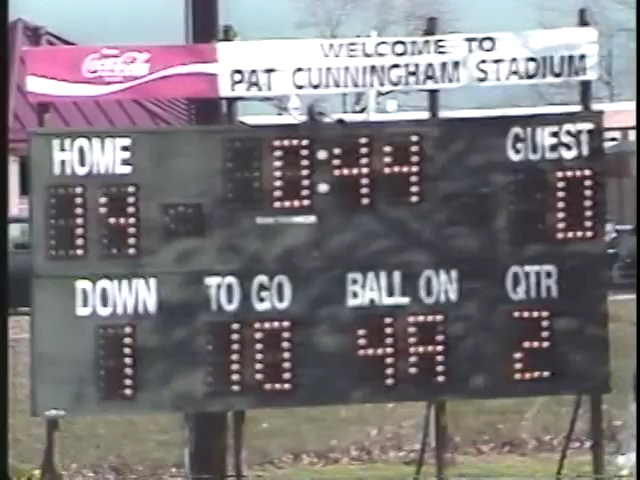 Coca-Cola
WELCOME TO
PAT CUNNINGHAM STADIUM
HOME 0:44 GUEST
0
DOWN TO GO BALL ON QTR
1 10 48 2